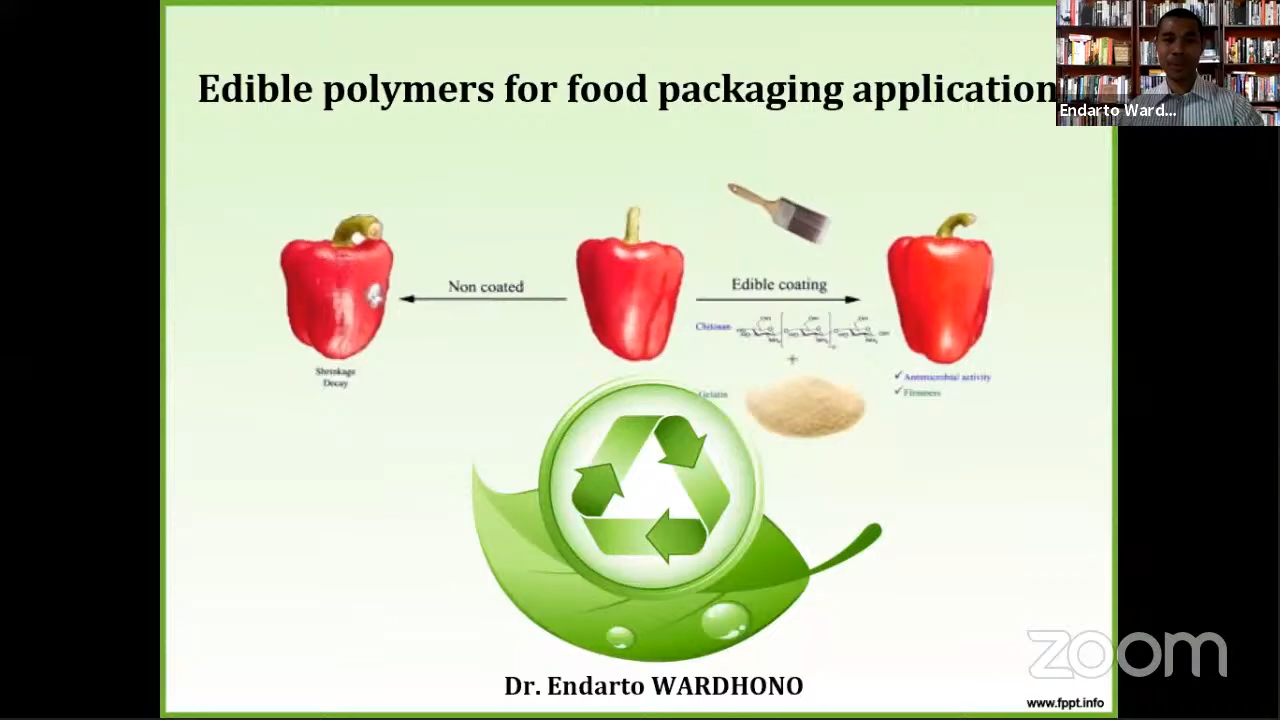 Edible polymers for food packaging application
Endarto Ward...
Non coated
Edible coating
Chitosan
+
Shrinkage
Decay
✓ Antimicrobial activity
✓ Firmness
Gelatin
Dr. Endarto WARDHONO
zoom
www.fppt.info